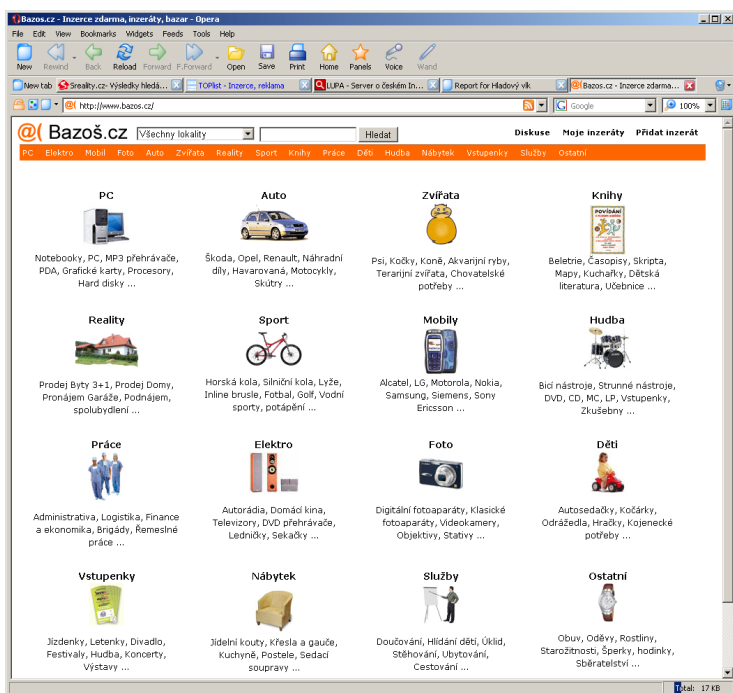 Bazos.cz - Inzerce zdarma, inzeráty, bazar - Opera
File Edit View Bookmarks Widgets Feeds Tools Help
New Rewind Back Reload Forward F.Forward Open Save Print Home Panels Voice Wand
New tab Sreality.cz- Výsledky hledá... TOPlist - Inzerce, reklama LUPA - Server o českém In... Report for Hladový vlk Bazos.cz - Inzerce zdarma...
http://www.bazos.cz/ Google 100%
@( Bazoš.cz Všechny lokality Hledat Diskuse Moje inzeráty Přidat inzerát
PC Elektro Mobil Foto Auto Zvířata Reality Sport Knihy Práce Děti Hudba Nábytek Vstupenky Služby Ostatní
PC Auto Zvířata Knihy
POVÍDÁNÍ
Notebooky, PC, MP3 přehrávače,
PDA, Grafické karty, Procesory,
Hard disky ...
Škoda, Opel, Renault, Náhradní
díly, Havarovaná, Motocykly,
Skútry ...
Psi, Kočky, Koně, Akvarijní ryby,
Terarijní zvířata, Chovatelské
potřeby ...
Beletrie, Časopisy, Skripta,
Mapy, Kuchařky, Dětská
literatura, Učebnice ...
Reality Sport Mobily Hudba
Prodej Byty 3+1, Prodej Domy,
Pronájem Garáže, Podnájem,
spolubydlení ...
Horská kola, Silniční kola, Lyže,
Inline brusle, Fotbal, Golf, Vodní
sporty, potápění ...
Alcatel, LG, Motorola, Nokia,
Samsung, Siemens, Sony
Ericsson ...
Bicí nástroje, Strunné nástroje,
DVD, CD, MC, LP, Vstupenky,
Zkušebny ...
Práce Elektro Foto Děti
Administrativa, Logistika, Finance
a ekonomika, Brigády, Řemeslné
práce ...
Autorádia, Domácí kina,
Televizory, DVD přehrávače,
Ledničky, Sekačky ...
Digitální fotoaparáty, Klasické
fotoaparáty, Videokamery,
Objektivy, Stativy ...
Autosedačky, Kočárky,
Odrážedla, Hračky, Kojenecké
potřeby ...
Vstupenky Nábytek Služby Ostatní
Jízdenky, Letenky, Divadlo,
Festivaly, Hudba, Koncerty,
Výstavy ...
Jídelní kouty, Křesla a gauče,
Kuchyně, Postele, Sedací
soupravy ...
Doučování, Hlídání dětí, Úklid,
Stěhování, Ubytování,
Cestování ...
Obuv, Oděvy, Rostliny,
Starožitnosti, Šperky, hodinky,
Sběratelství ...
Total: 17 KB